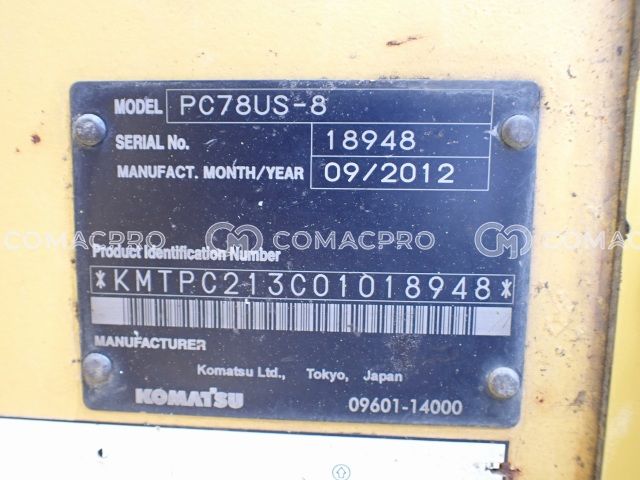 MODEL PC78US-8
SERIAL No. 18948
MANUFACT. MONTH/YEAR 09/2012
COMACPRO COMACPRO COMACPRO
Product Identification Number
*KMTPC213C01018948*
MANUFACTURER
Komatsu Ltd., Tokyo, Japan
KOMATSU 09601-14000